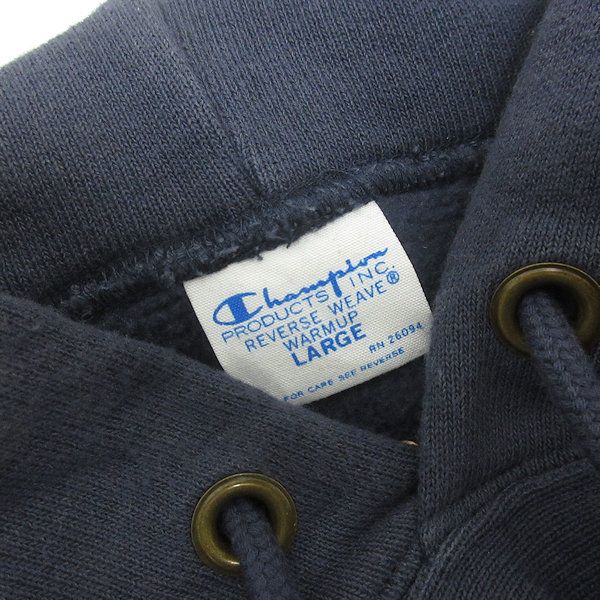 Champion
PRODUCTS INC.
REVERSE WEAVE®
WARMUP
LARGE
RN 26094
FOR CARE SEE REVERSE